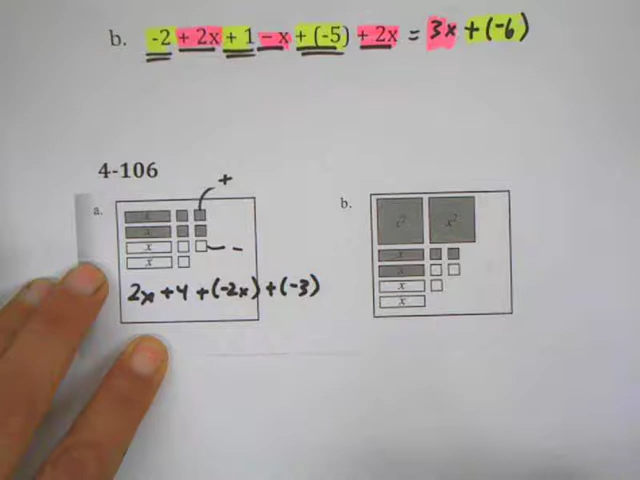 b. -2 + 2x + 1 - x + (-5) + 2x = 3x + (-6)
4-106
+
a.
x
x
x -
x
2x + 4 + (-2x) + (-3)
b.
x² x²
x
x
x
x